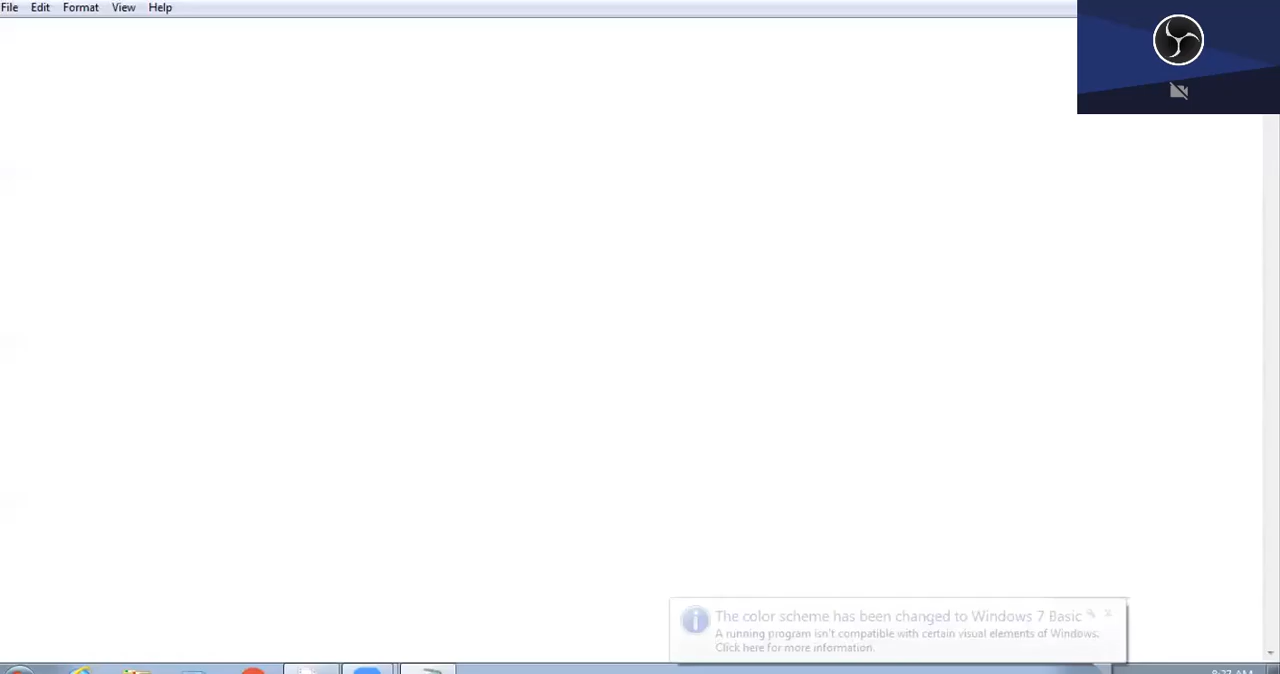 File Edit Format View Help
The color scheme has been changed to Windows 7 Basic
A running program isn't compatible with certain visual elements of Windows.
Click here for more information.